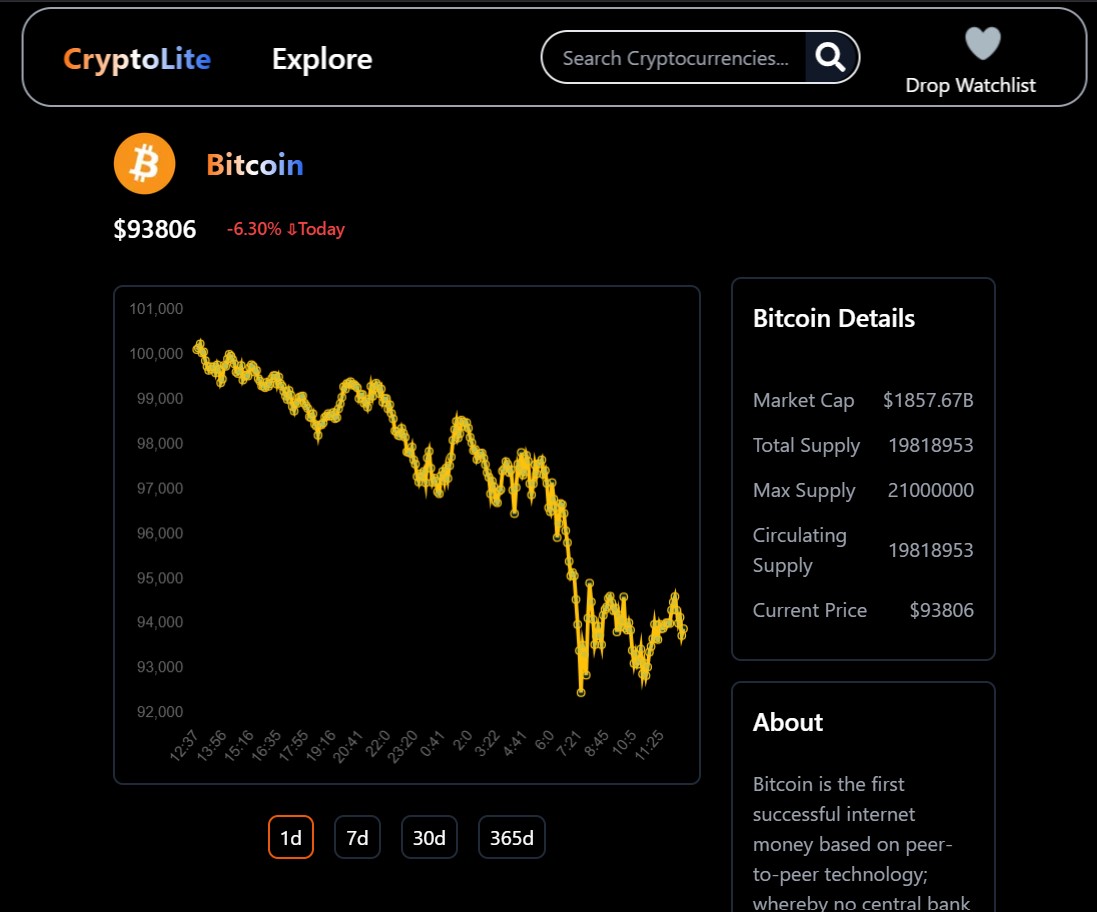 CryptoLite
Explore
Search Cryptocurrencies...
Drop Watchlist
Bitcoin
$93806
-6.30% ⇩Today
101,000
100,000
99,000
98,000
97,000
96,000
95,000
94,000
93,000
92,000
12:37
13:56
15:16
16:35
17:55
19:16
20:41
22:0
23:20
0:41
2:0
3:22
4:41
6:0
7:21
8:45
10:5
11:25
1d
7d
30d
365d
Bitcoin Details
Market Cap $1857.67B
Total Supply 19818953
Max Supply 21000000
Circulating
Supply 19818953
Current Price $93806
About
Bitcoin is the first
successful internet
money based on peer-
to-peer technology;
whereby no central bank